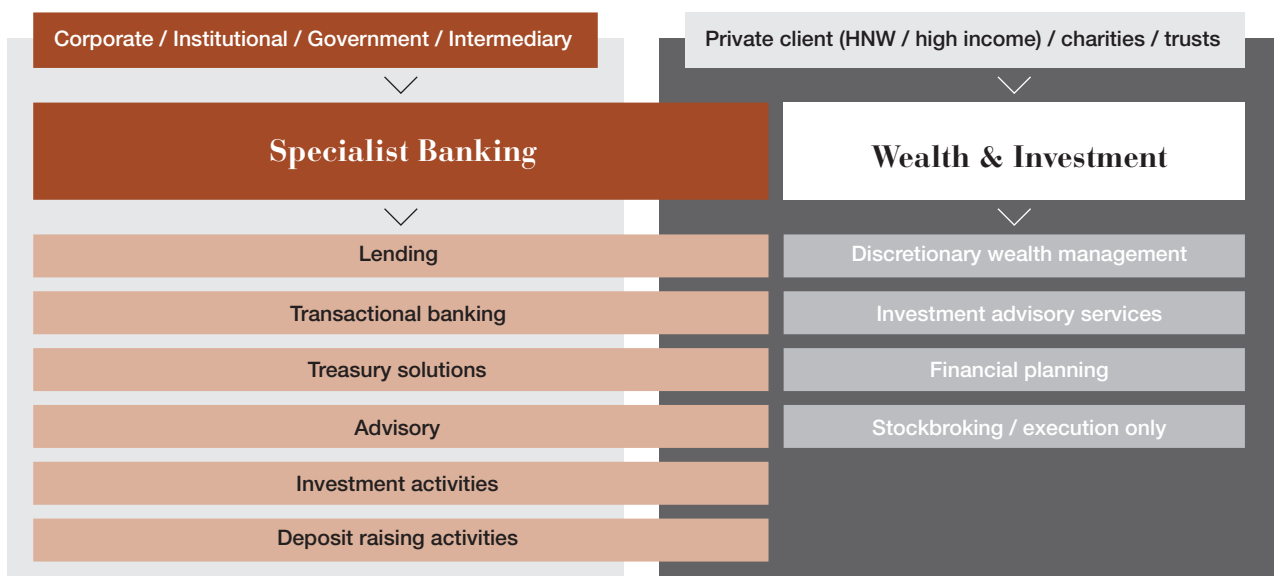 Corporate / Institutional / Government / Intermediary
Private client (HNW / high income) / charities / trusts
Specialist Banking
Wealth & Investment
Lending
Discretionary wealth management
Transactional banking
Investment advisory services
Treasury solutions
Financial planning
Advisory
Stockbroking / execution only
Investment activities
Deposit raising activities